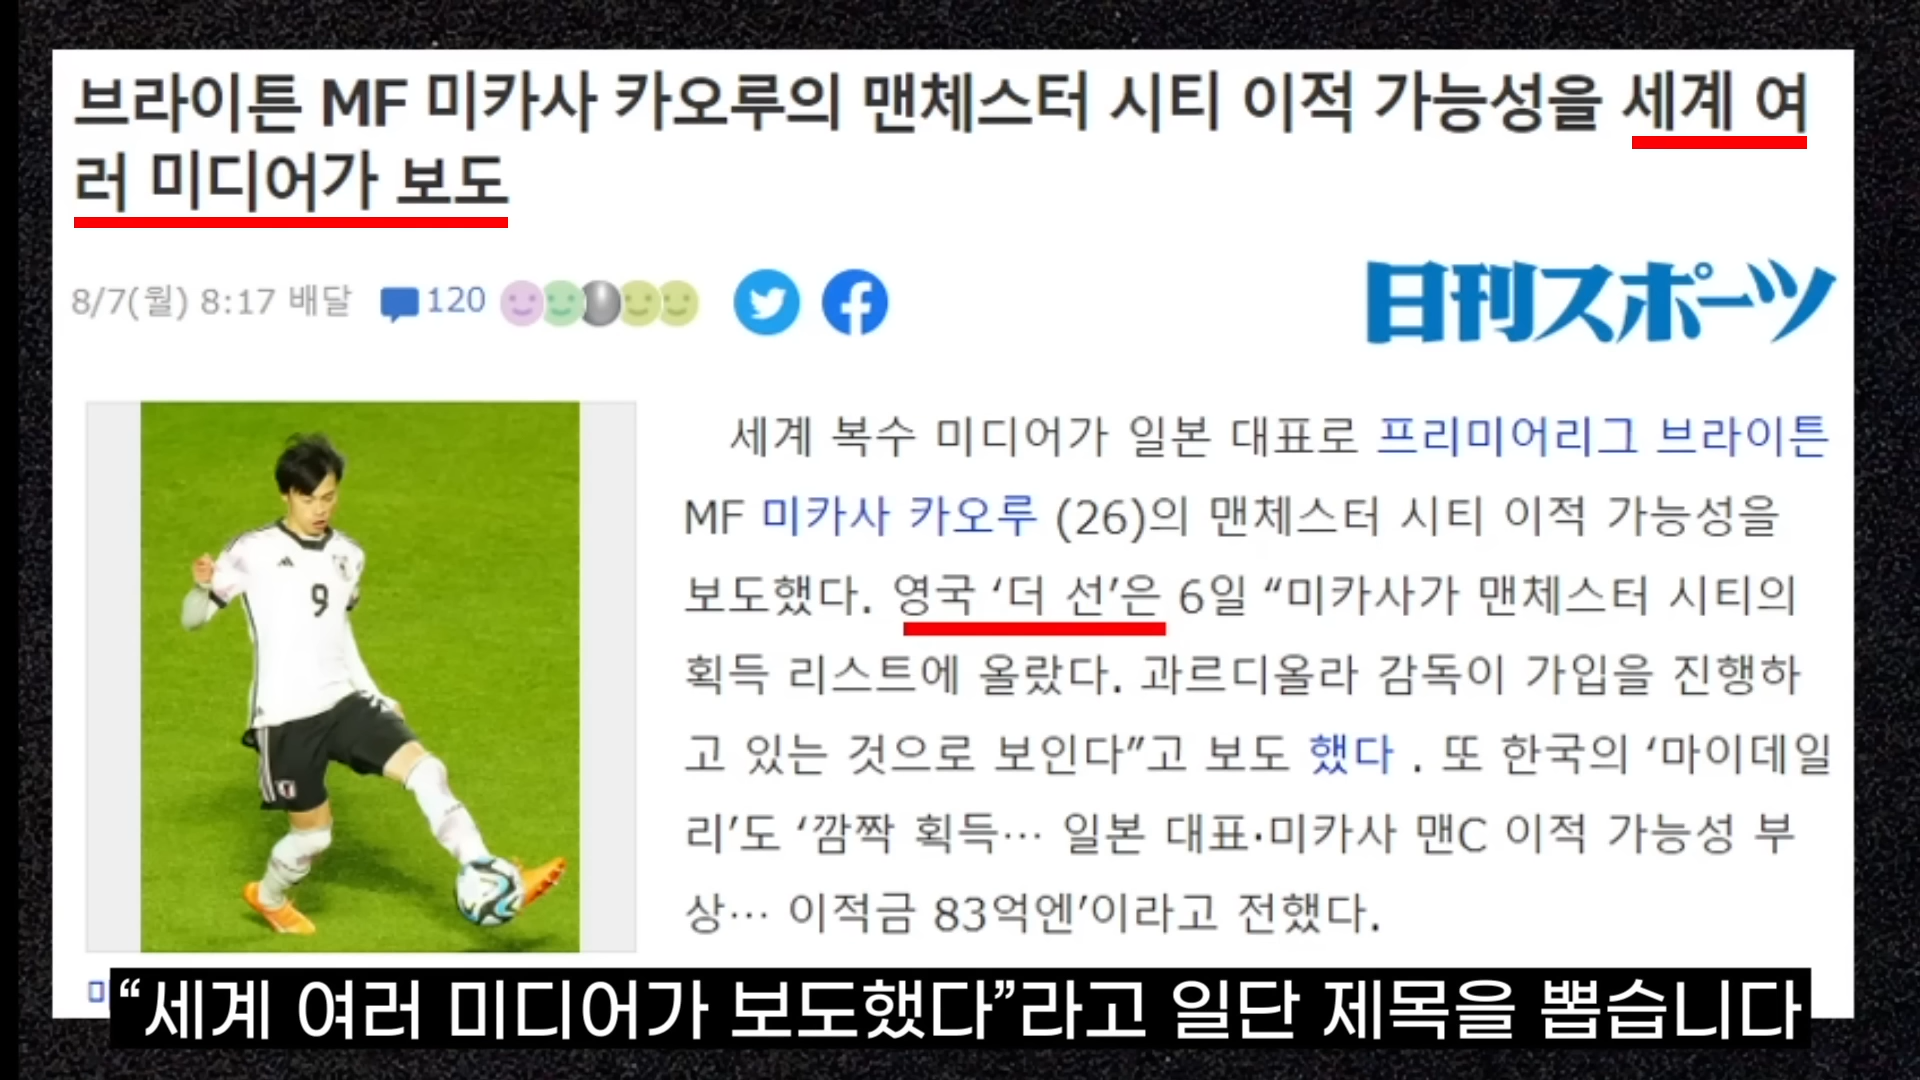 브라이튼 MF 미카사 카오루의 맨체스터 시티 이적 가능성을 세계 여
러 미디어가 보도
8/7(월) 8:17 배달 120
日刊スポーツ
세계 복수 미디어가 일본 대표로 프리미어리그 브라이튼
MF 미카사 카오루 (26)의 맨체스터 시티 이적 가능성을
보도했다. 영국 ‘더 선’은 6일 “미카사가 맨체스터 시티의
획득 리스트에 올랐다. 과르디올라 감독이 가입을 진행하
고 있는 것으로 보인다”고 보도 했다 . 또 한국의 ‘마이데일
리’도 ‘깜짝 획득… 일본 대표·미카사 맨C 이적 가능성 부
상… 이적금 83억엔’이라고 전했다.
9
“세계 여러 미디어가 보도했다”라고 일단 제목을 뽑습니다